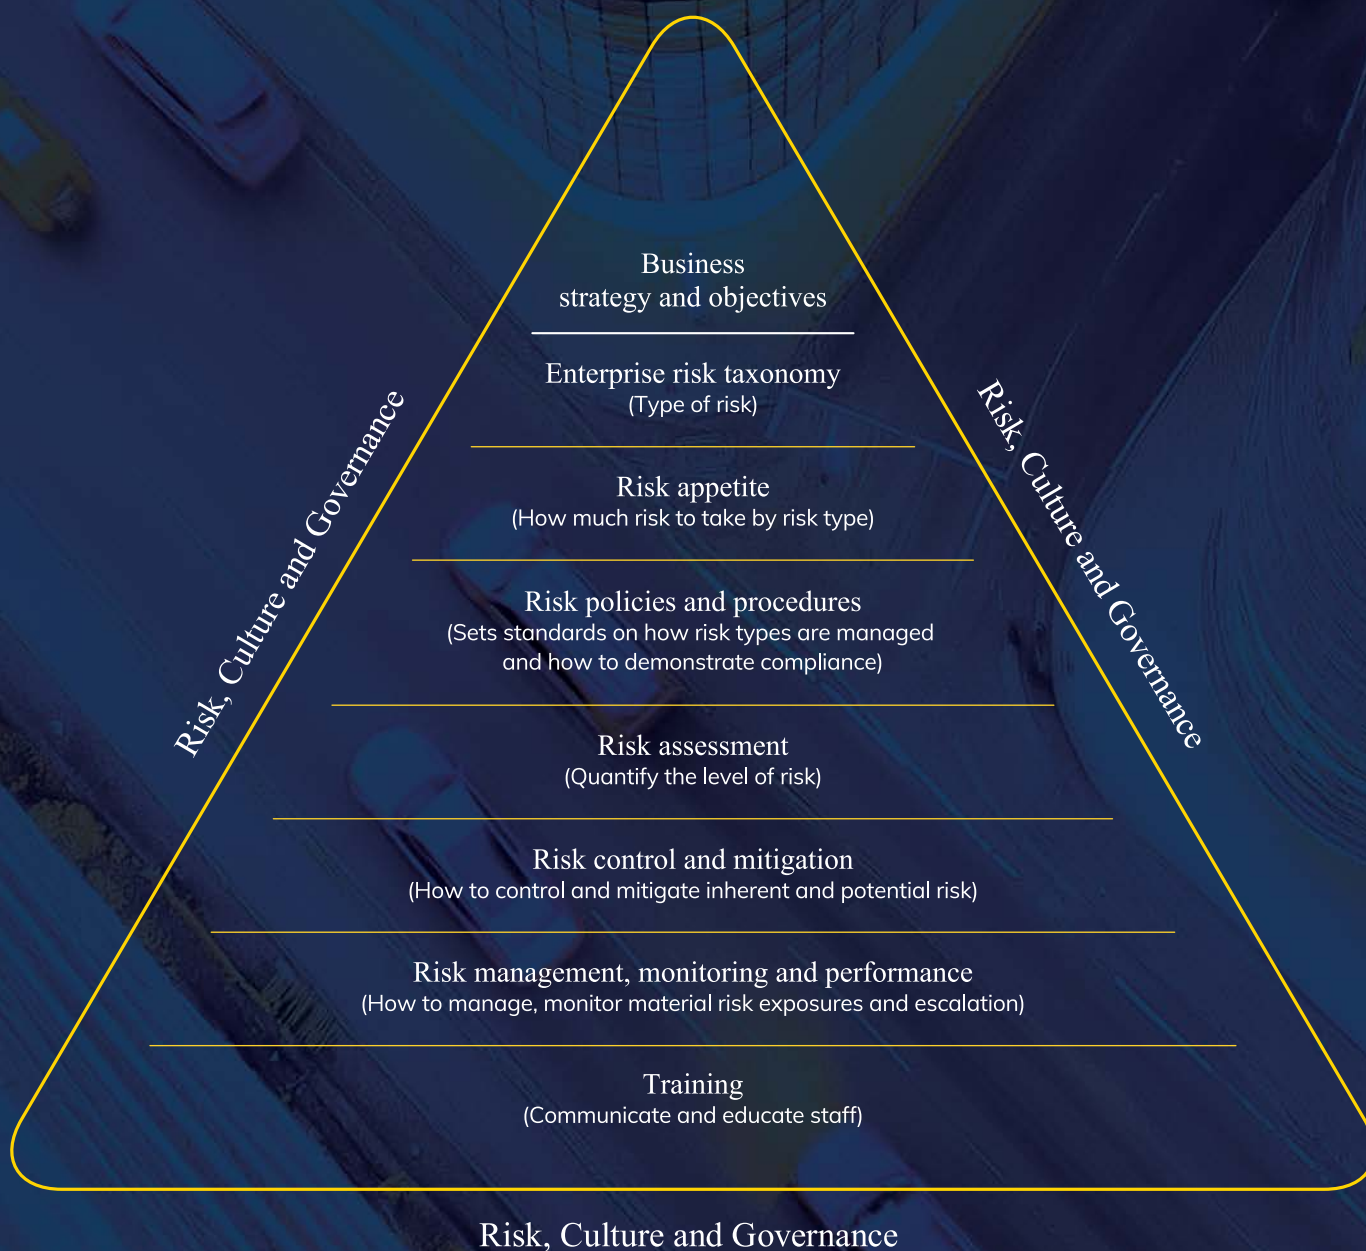 Business
strategy and objectives
Enterprise risk taxonomy
(Type of risk)
Risk appetite
(How much risk to take by risk type)
Risk policies and procedures
(Sets standards on how risk types are managed
and how to demonstrate compliance)
Risk assessment
(Quantify the level of risk)
Risk control and mitigation
(How to control and mitigate inherent and potential risk)
Risk management, monitoring and performance
(How to manage, monitor material risk exposures and escalation)
Training
(Communicate and educate staff)
Risk, Culture and Governance
Risk, Culture and Governance
Risk, Culture and Governance